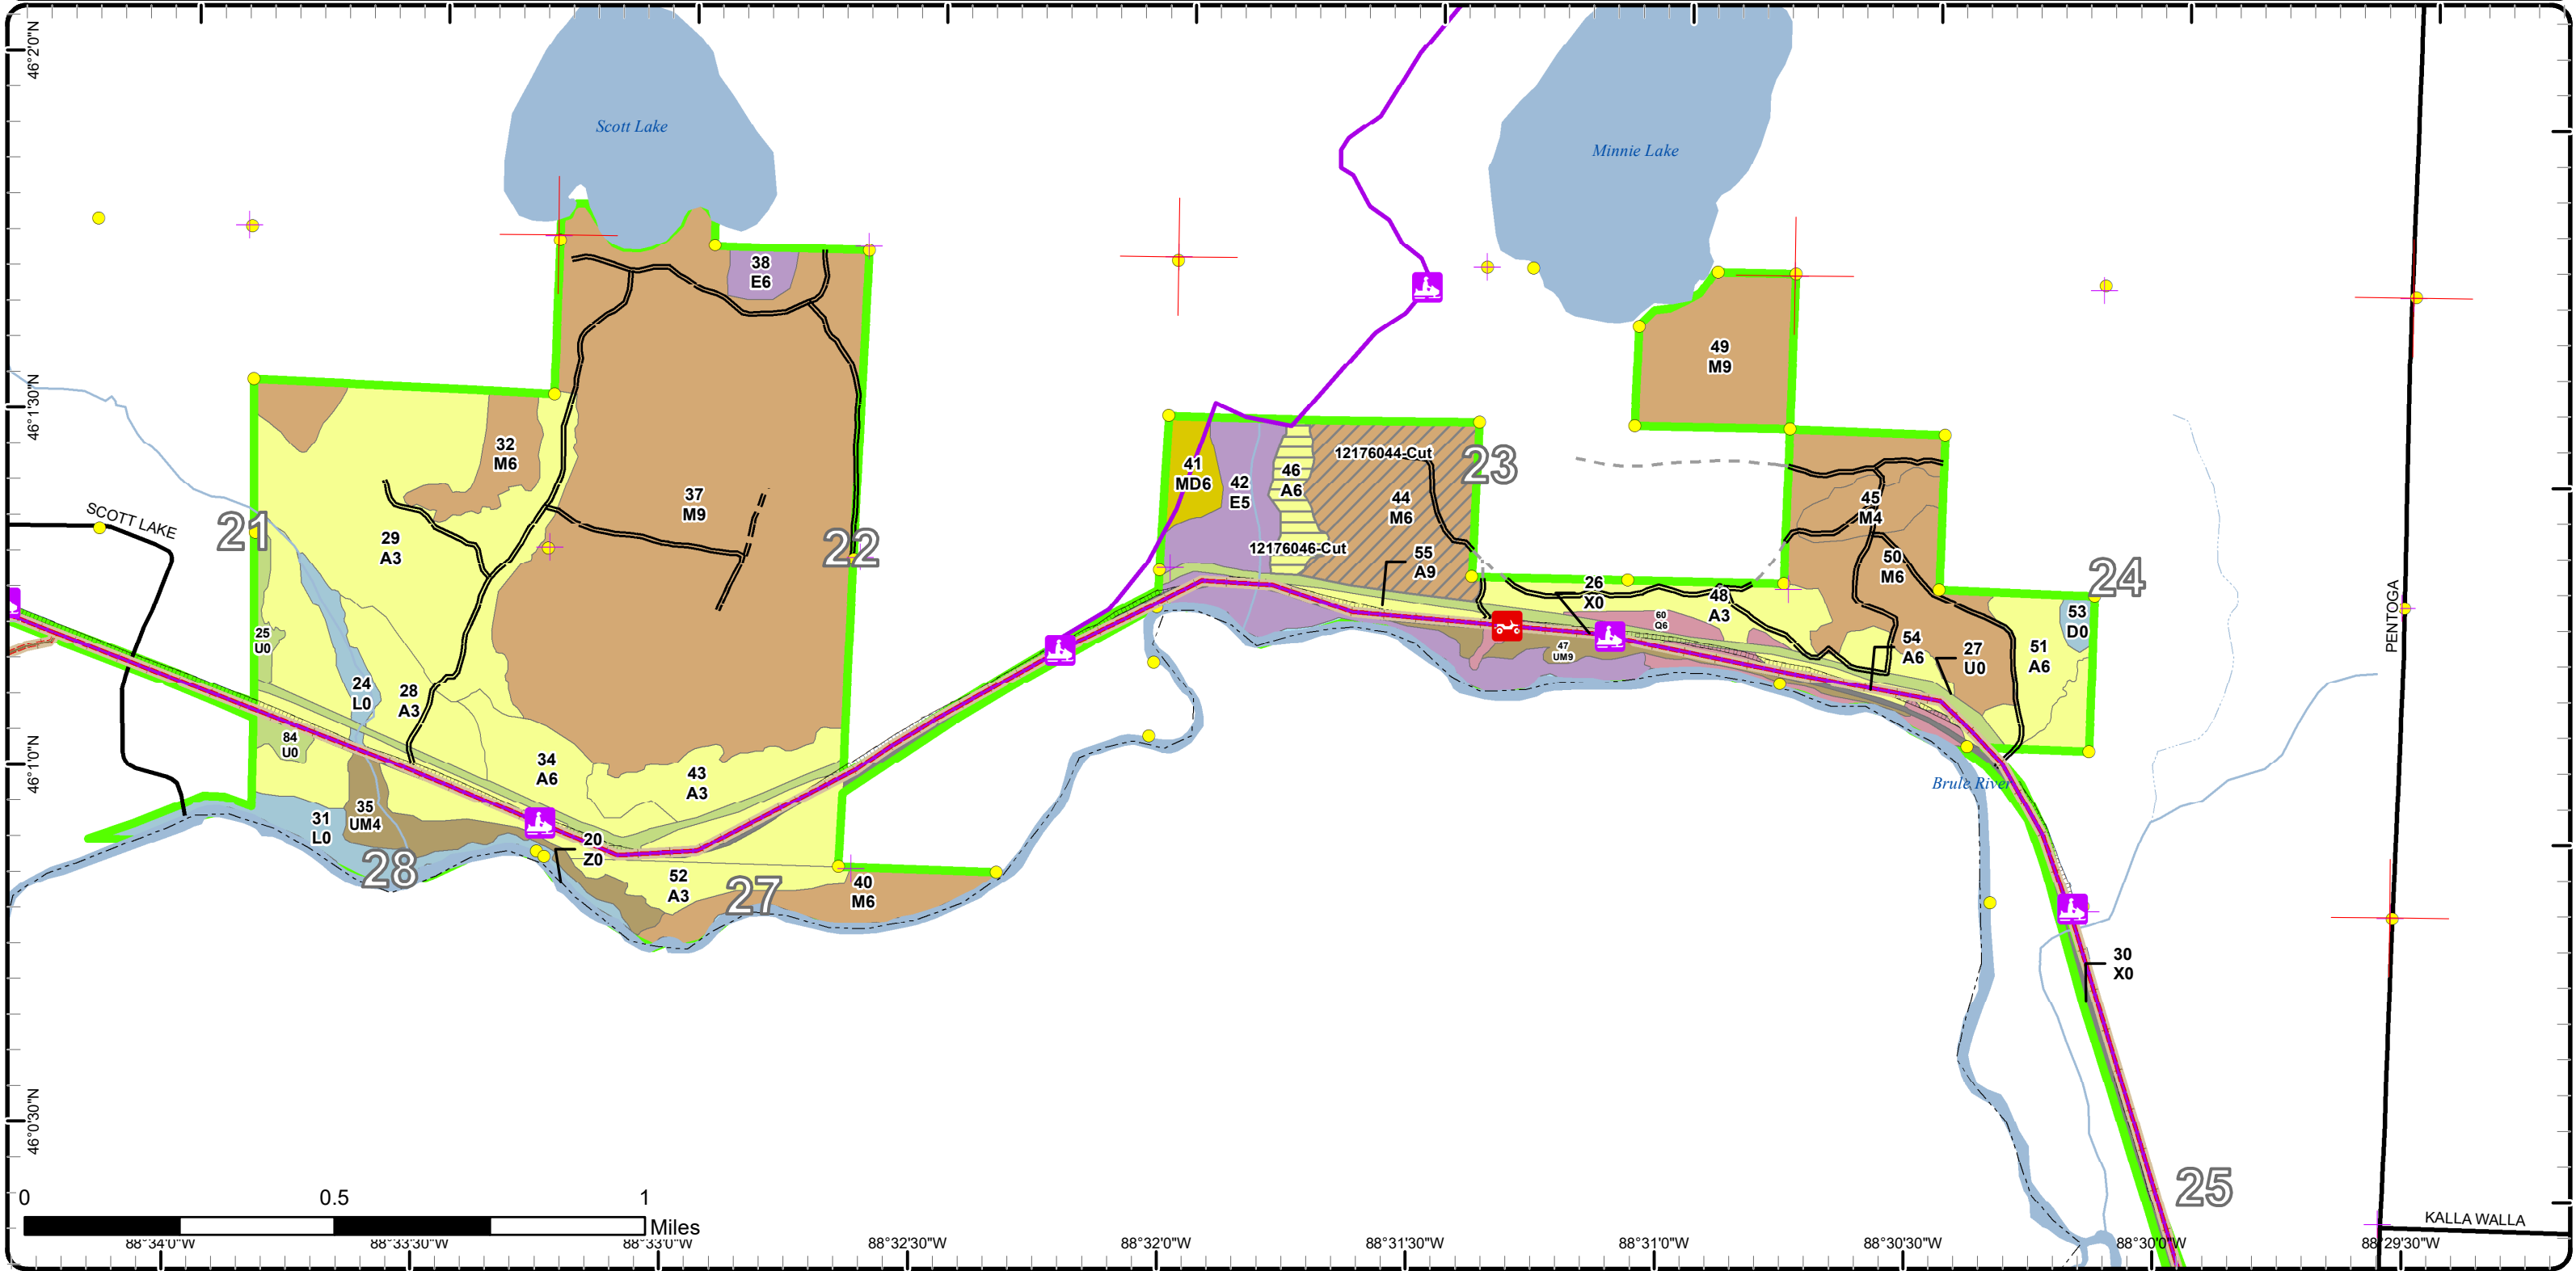 46°2'0"N
Scott Lake
Minnie Lake
38
E6
49
M9
46°1'30"N
32
M6
37
M9
41
MD6
42
E5
46
A6
12176044-Cut
44
M6
23
45
M4
SCOTT LAKE
21
29
A3
22
12176046-Cut
55
A9
50
M6
24
26
X0
48
A3
60
Q6
47
UM9
54
A6
27
U0
51
A6
53
D0
PENTOGA
25
U0
24
L0
28
A3
84
U0
34
A6
43
A3
46°1'0"N
Brule River
31
L0
35
UM4
28
20
Z0
52
A3
27
40
M6
30
X0
46°0'30"N
25
0 0.5 1
Miles
KALLA WALLA
88°34'0"W 88°33'30"W 88°33'0"W 88°32'30"W 88°32'0"W 88°31'30"W 88°31'0"W 88°30'30"W 88°30'0"W 88°29'30"W